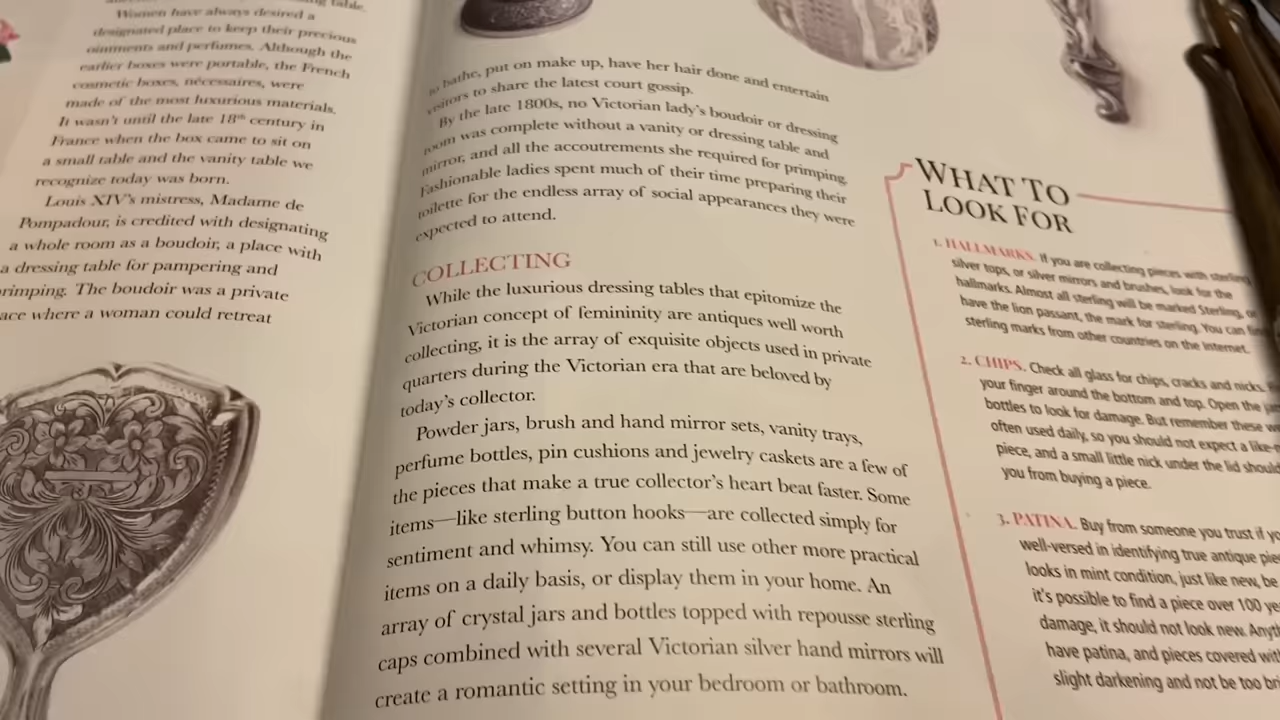 table.
Women have always desired a
designated place to keep their precious
ointments and perfumes. Although the
earlier boxes were portable, the French
cosmetic boxes, nécessaires, were
made of the most luxurious materials.
It wasn't until the late 18th century in
France when the box came to sit on
a small table and the vanity table we
recognize today was born.
Louis XIV's mistress, Madame de
Pompadour, is credited with designating
a whole room as a boudoir, a place with
a dressing table for pampering and
rimping. The boudoir was a private
ace where a woman could retreat
to bathe, put on make up, have her hair done and entertain
visitors to share the latest court gossip.
By the late 1800s, no Victorian lady's boudoir or dressing
room was complete without a vanity or dressing table and
mirror, and all the accoutrements she required for primping.
Fashionable ladies spent much of their time preparing their
toilette for the endless array of social appearances they were
expected to attend.
COLLECTING
While the luxurious dressing tables that epitomize the
Victorian concept of femininity are antiques well worth
collecting, it is the array of exquisite objects used in private
quarters during the Victorian era that are beloved by
today's collector.
Powder jars, brush and hand mirror sets, vanity trays,
perfume bottles, pin cushions and jewelry caskets are a few of
the pieces that make a true collector's heart beat faster. Some
items—like sterling button hooks—are collected simply for
sentiment and whimsy. You can still use other more practical
items on a daily basis, or display them in your home. An
array of crystal jars and bottles topped with repousse sterling
caps combined with several Victorian silver hand mirrors will
create a romantic setting in your bedroom or bathroom.
WHAT TO
LOOK FOR
1. HALLMARKS. If you are collecting pieces with sterling
silver tops, or silver mirrors and brushes, look for the
hallmarks. Almost all sterling will be marked Sterling, or
have the lion passant, the mark for sterling. You can
sterling marks from other countries on the Internet.
2. CHIPS. Check all glass for chips, cracks and nicks.
your finger around the bottom and top. Open the
bottles to look for damage. But remember these
often used daily, so you should not expect a like-
piece, and a small little nick under the lid
you from buying a piece.
3. PATINA. Buy from someone you trust if
well-versed in identifying true antique
looks in mint condition, just like new, be
it's possible to find a piece over 100
damage, it should not look new.
have patina, and pieces covered
slight darkening and not be too